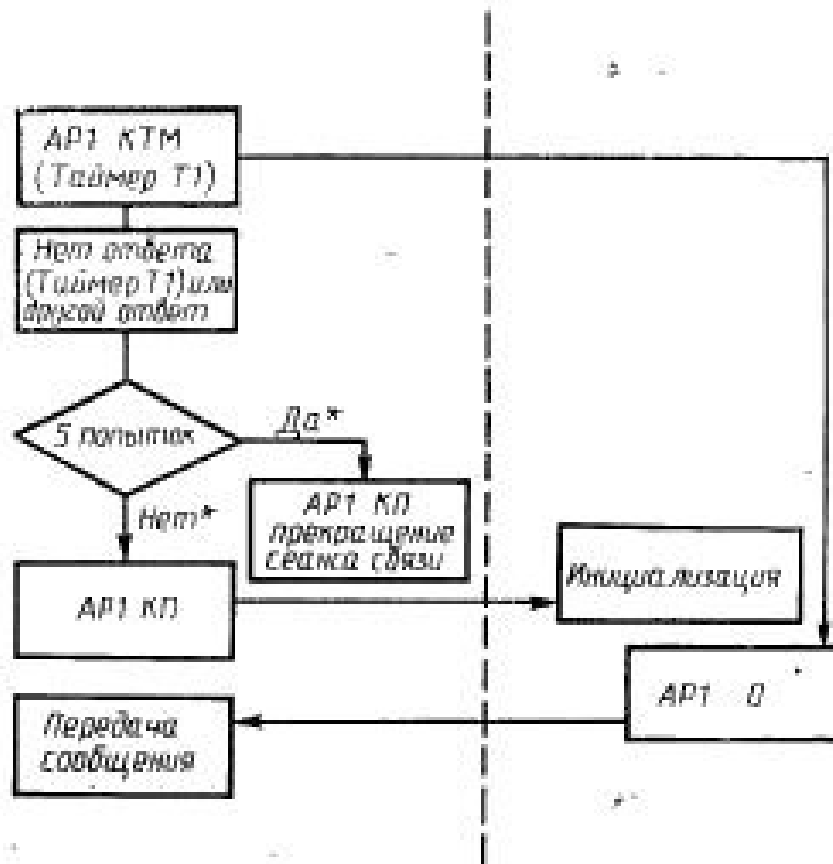 АР1 КТМ
(Таймер Т1)
Нет ответа
(Таймер Т1) или
другой ответ
5 попыток
Да*
Нет*
АР1 КП
прекращение
сеанса связи
АР1 КП
Инициализация
АР1 0
Передача
сообщения